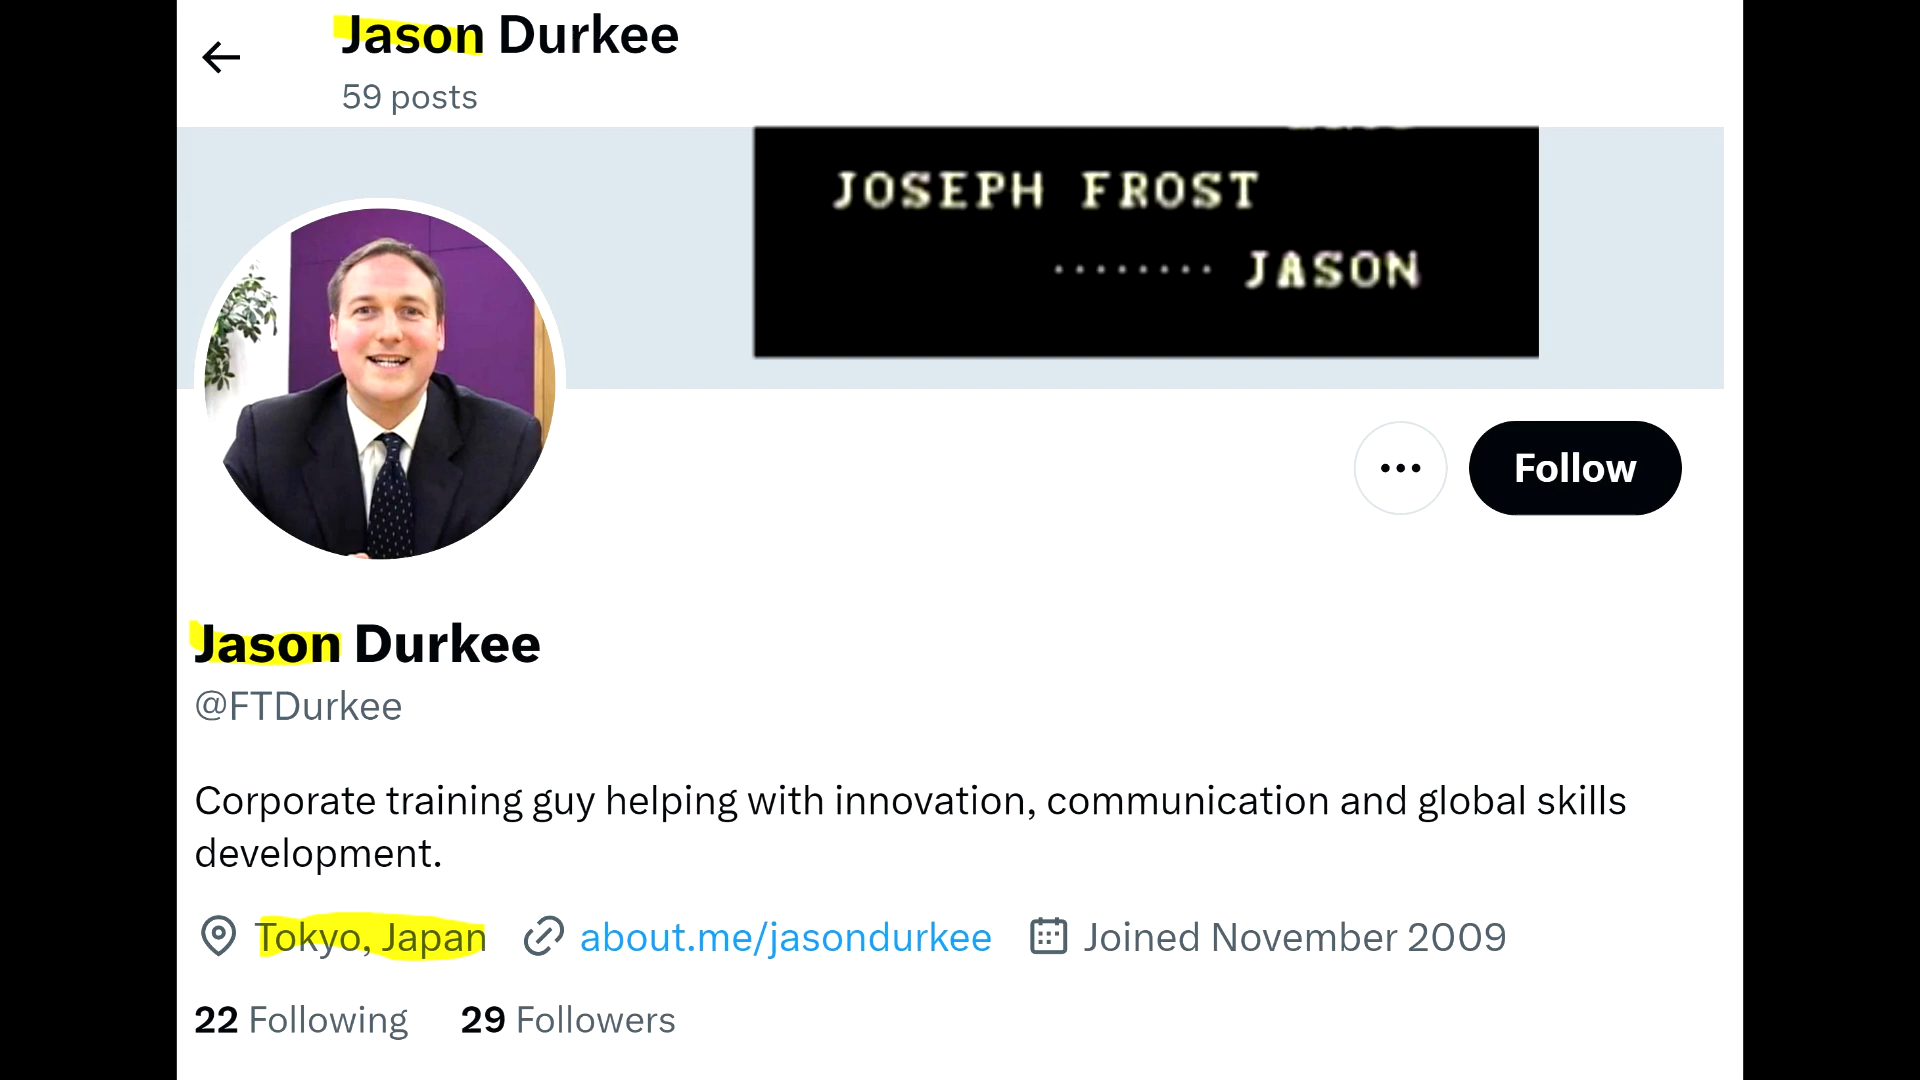 Jason Durkee
59 posts
JOSEPH FROST
........ JASON
Follow
Jason Durkee
@FTDurkee
Corporate training guy helping with innovation, communication and global skills
development.
Tokyo, Japan about.me/jasondurkee Joined November 2009
22 Following 29 Followers